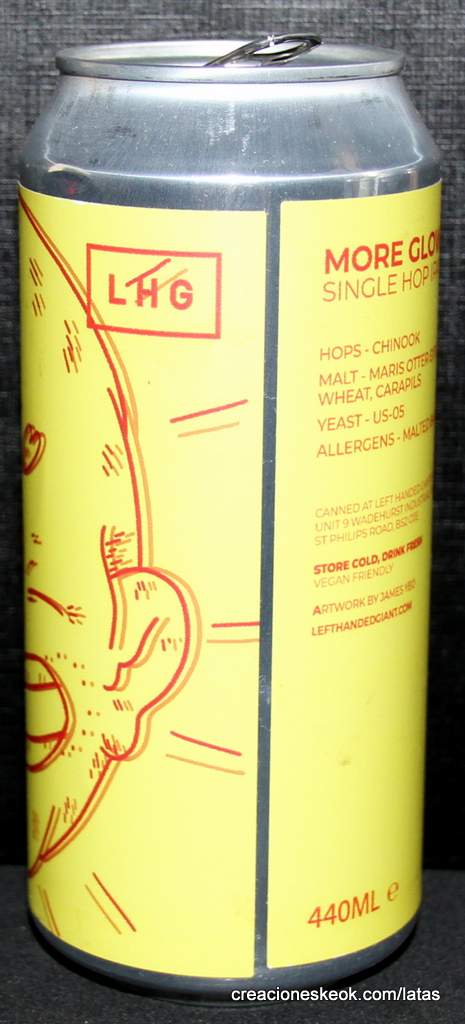 LHG
MORE GLOW
SINGLE HOP
HOPS - CHINOOK
MALT - MARIS OTTER
WHEAT, CARAPILS
YEAST - US-05
ALLERGENS - MALTED
CANNED AT LEFT HANDED
UNIT 9 WADEHURST
ST PHILIPS ROAD,
STORE COLD, DRINK FRESH
VEGAN FRIENDLY
ARTWORK BY JAMES YEO
LEFTHANDEDGIANT.COM
440ML ℮
creacioneskeok.com/latas